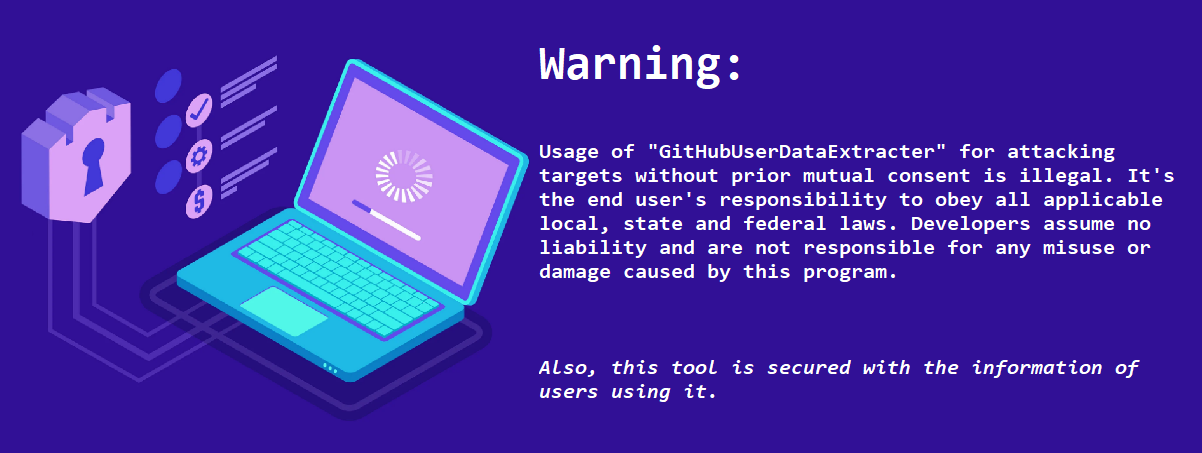 Warning:
Usage of "GitHubUserDataExtracter" for attacking
targets without prior mutual consent is illegal. It's
the end user's responsibility to obey all applicable
local, state and federal laws. Developers assume no
liability and are not responsible for any misuse or
damage caused by this program.
Also, this tool is secured with the information of
users using it.